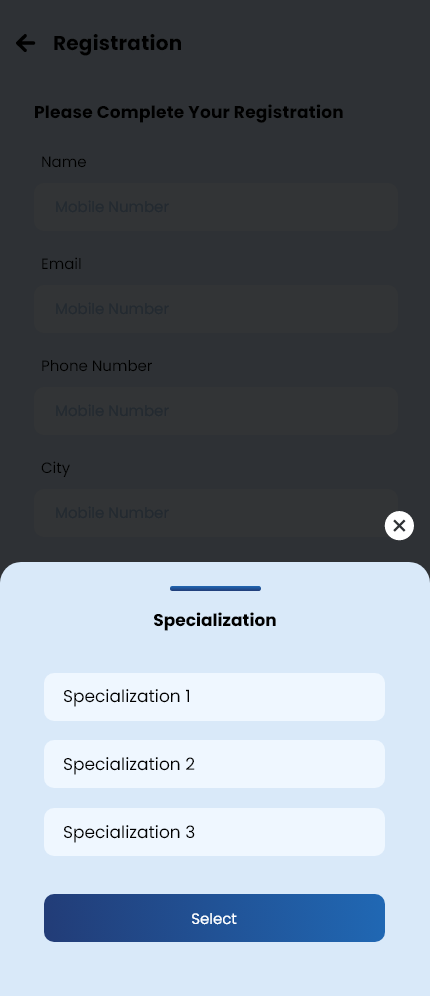 Registration
Please Complete Your Registration
Name
Mobile Number
Email
Mobile Number
Phone Number
Mobile Number
City
Mobile Number
Specialization
Specialization 1
Specialization 2
Specialization 3
Select